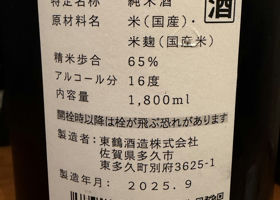 特定名称　純米酒
酒
原材料名　米(国産)・
米麹(国産米)
精米歩合　65%
アルコール分　16度
内容量　1,800ml
開栓時以降は栓が飛ぶ恐れがあります
製造者：東鶴酒造株式会社
佐賀県多久市
東多久町別府3625-1
製造年月：2025.9